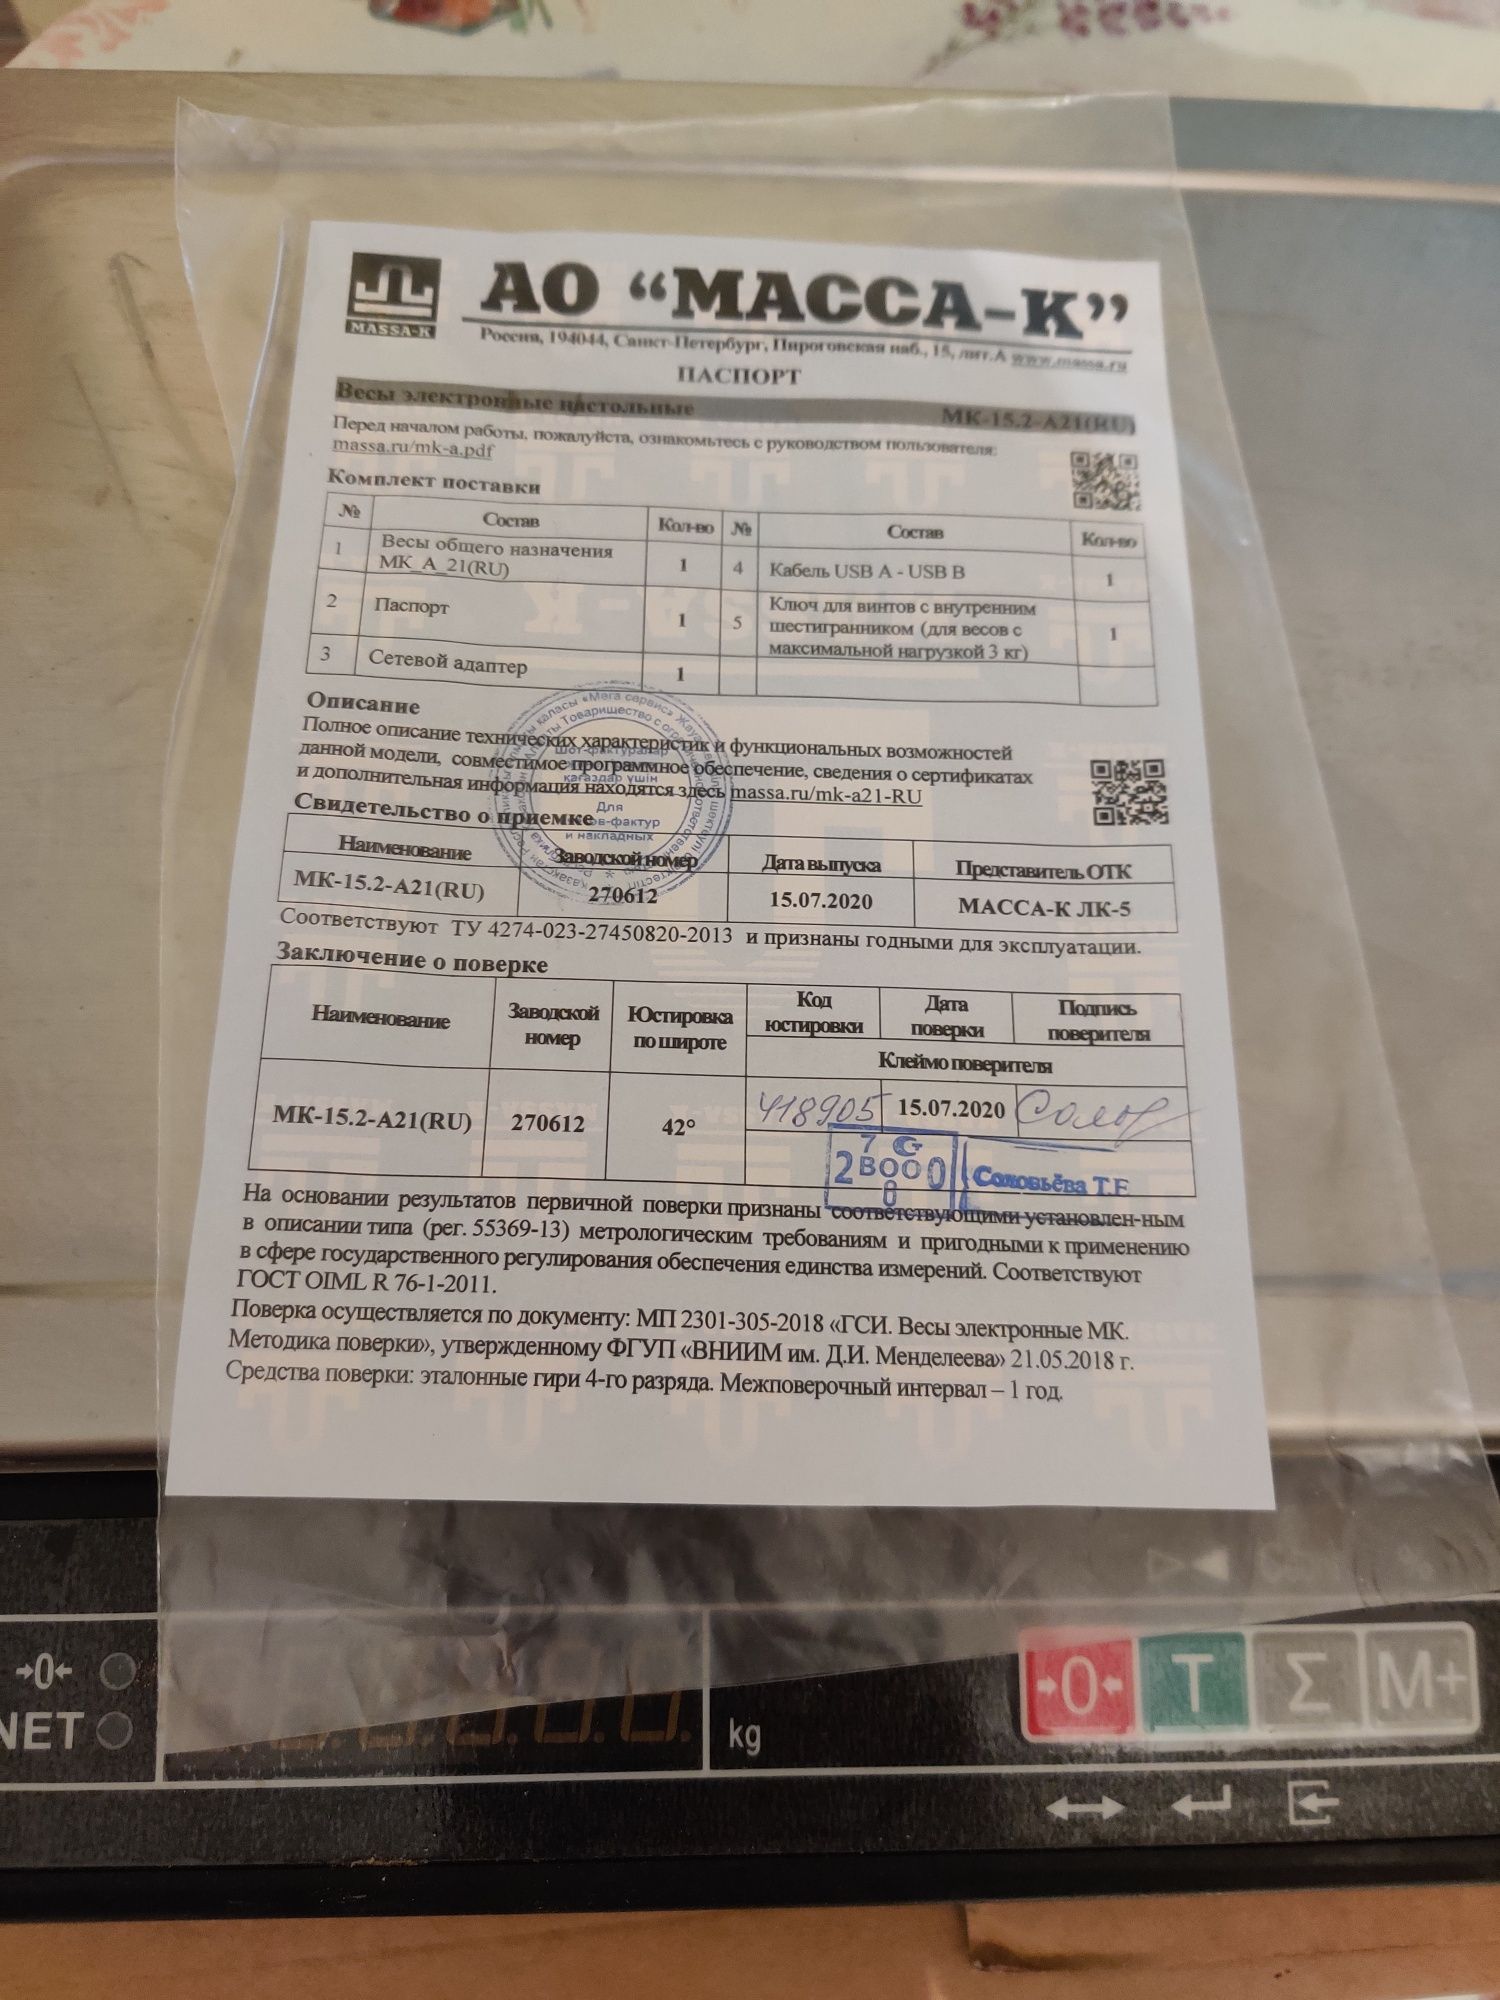 MASSA-K
АО “МАССА-К”
Россия, 194044, Санкт-Петербург, Пироговская наб., 15, лит.А www.massa.ru
ПАСПОРТ
Весы электронные настольные МК-15.2-А21(RU)
Перед началом работы, пожалуйста, ознакомьтесь с руководством пользователя:
massa.ru/mk-a.pdf
Комплект поставки
№ Состав Кол-во № Состав Кол-во
1 Весы общего назначения МК_А_21(RU) 1 4 Кабель USB A - USB B 1
2 Паспорт 1 5 Ключ для винтов с внутренним шестигранником (для весов с максимальной нагрузкой 3 кг) 1
3 Сетевой адаптер 1
Описание
Полное описание технических характеристик и функциональных возможностей
данной модели, совместимое программное обеспечение, сведения о сертификатах
и дополнительная информация находятся здесь massa.ru/mk-a21-RU
«Мега сервис»
Шот-фактуралар
қағаздар үшін
Для
и накладных
Свидетельство о приемке
Наименование Заводской номер Дата выпуска Представитель ОТК
МК-15.2-А21(RU) 270612 15.07.2020 МАССА-К ЛК-5
Соответствуют ТУ 4274-023-27450820-2013 и признаны годными для эксплуатации.
Заключение о поверке
Наименование Заводской номер Юстировка по широте Код юстировки Дата поверки Подпись поверителя
Клеймо поверителя
МК-15.2-А21(RU) 270612 42° 418905 15.07.2020
Соловьёва Т.Е
На основании результатов первичной поверки признаны соответствующими установлен-ным
в описании типа (рег. 55369-13) метрологическим требованиям и пригодными к применению
в сфере государственного регулирования обеспечения единства измерений. Соответствуют
ГОСТ OIML R 76-1-2011.
Поверка осуществляется по документу: МП 2301-305-2018 «ГСИ. Весы электронные МК.
Методика поверки», утвержденному ФГУП «ВНИИМ им. Д.И. Менделеева» 21.05.2018 г.
Средства поверки: эталонные гири 4-го разряда. Межповерочный интервал – 1 год.
→0←
NET
kg
→0← T Σ M+